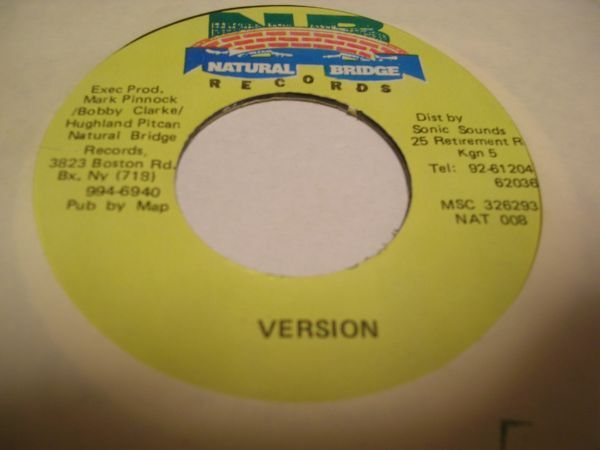 NB
NATURAL BRIDGE
RECORDS
Exec Prod.
Mark Pinnock
/Bobby Clarke/
Hughland Pitcan
Natural Bridge
Records,
3823 Boston Rd.
Bx. Ny (718)
994-6940
Pub by Map
Dist by
Sonic Sounds
25 Retirement R
Kgn 5
Tel: 92-61204
62036
MSC 326293
NAT 008
VERSION